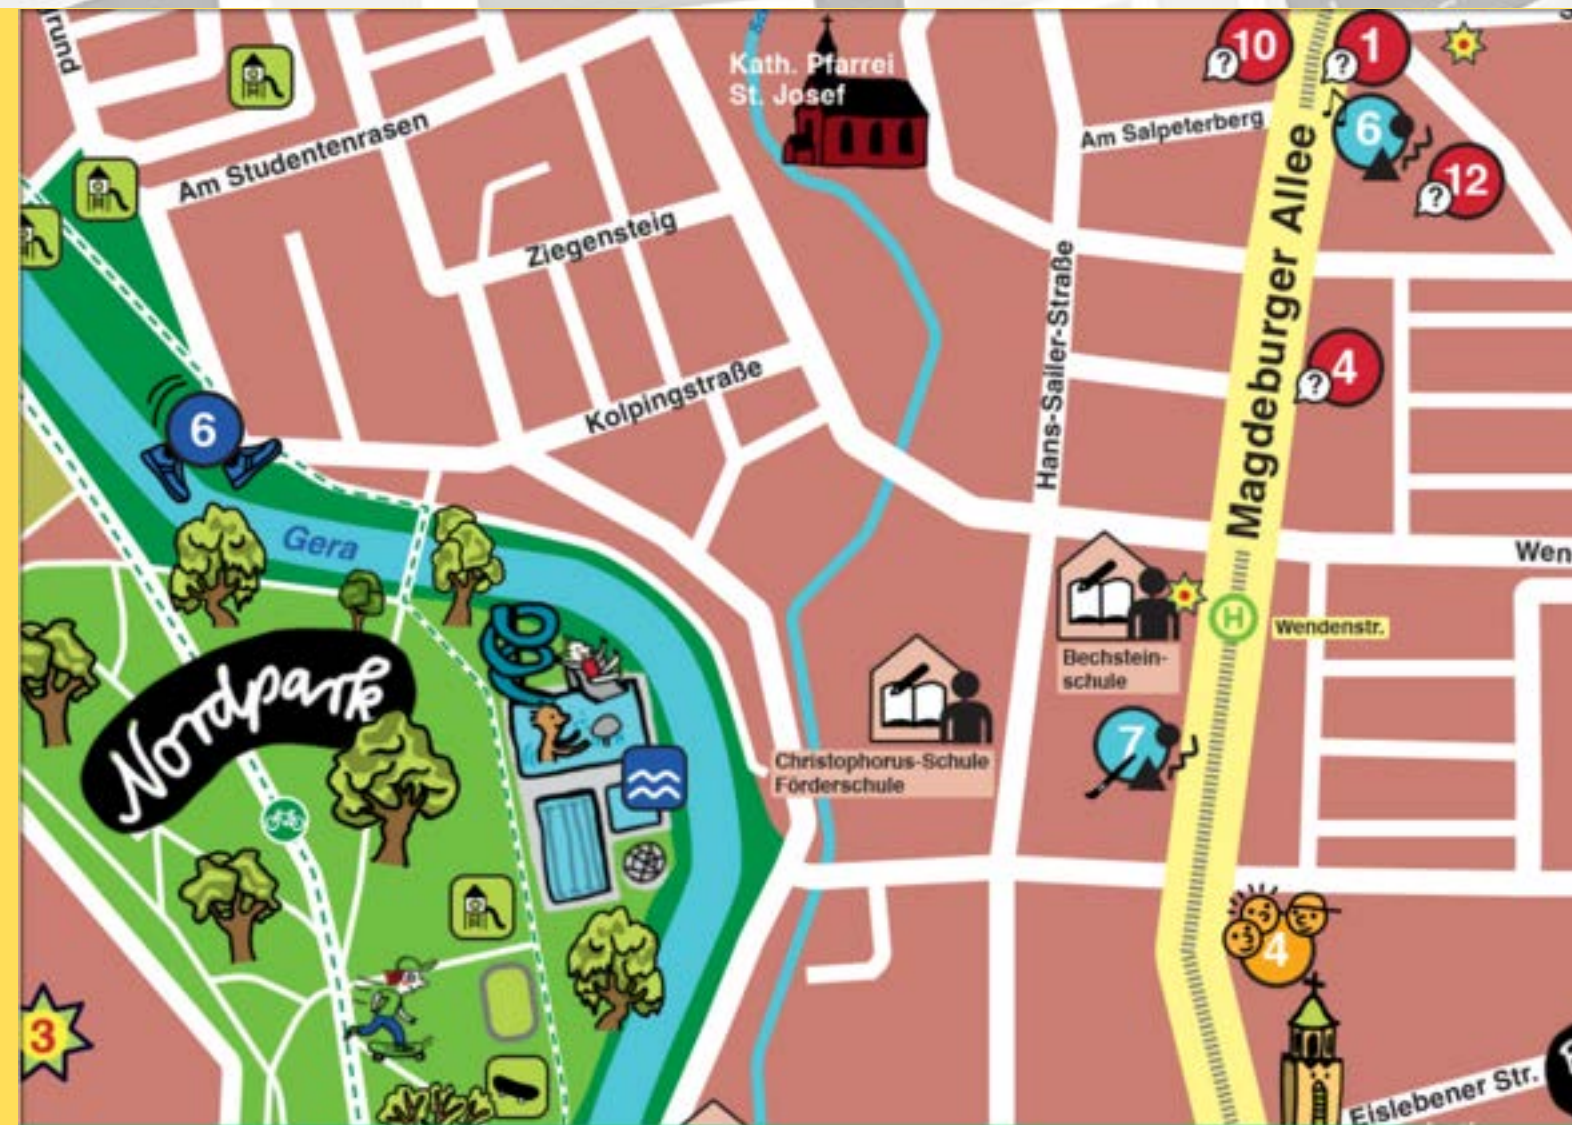 Kath. Pfarrei
St. Josef
10
1
6
12
Am Studentenrasen
Am Salpeterberg
Magdeburger Allee
Ziegensteig
Hans-Sailer-Straße
4
Kolpingstraße
6
Gera
Wen
H
Wendenstr.
Bechstein-
schule
Nordpark
7
Christophorus-Schule
Förderschule
4
3
Eislebener Str.